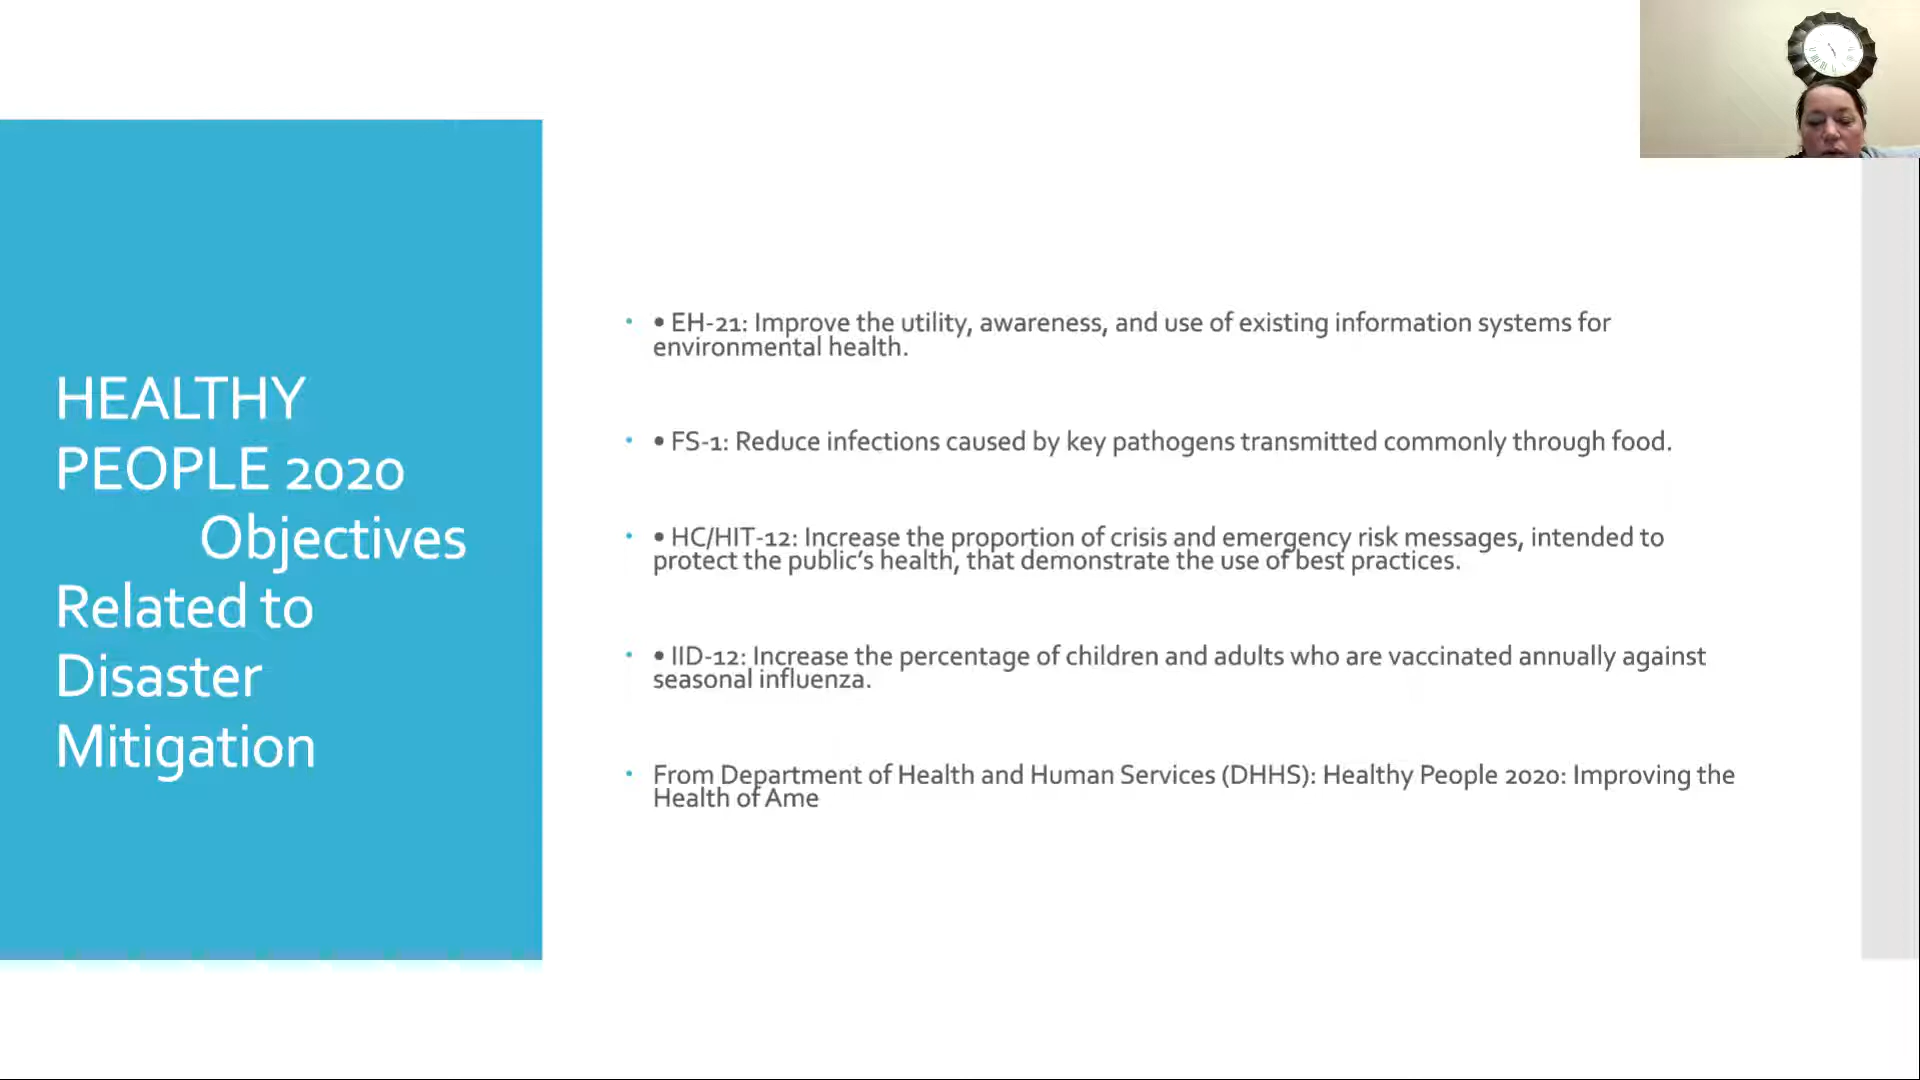 HEALTHY
PEOPLE 2020
Objectives
Related to
Disaster
Mitigation
• • EH-21: Improve the utility, awareness, and use of existing information systems for
environmental health.
• • FS-1: Reduce infections caused by key pathogens transmitted commonly through food.
• • HC/HIT-12: Increase the proportion of crisis and emergency risk messages, intended to
protect the public’s health, that demonstrate the use of best practices.
• • IID-12: Increase the percentage of children and adults who are vaccinated annually against
seasonal influenza.
• From Department of Health and Human Services (DHHS): Healthy People 2020: Improving the
Health of Ame